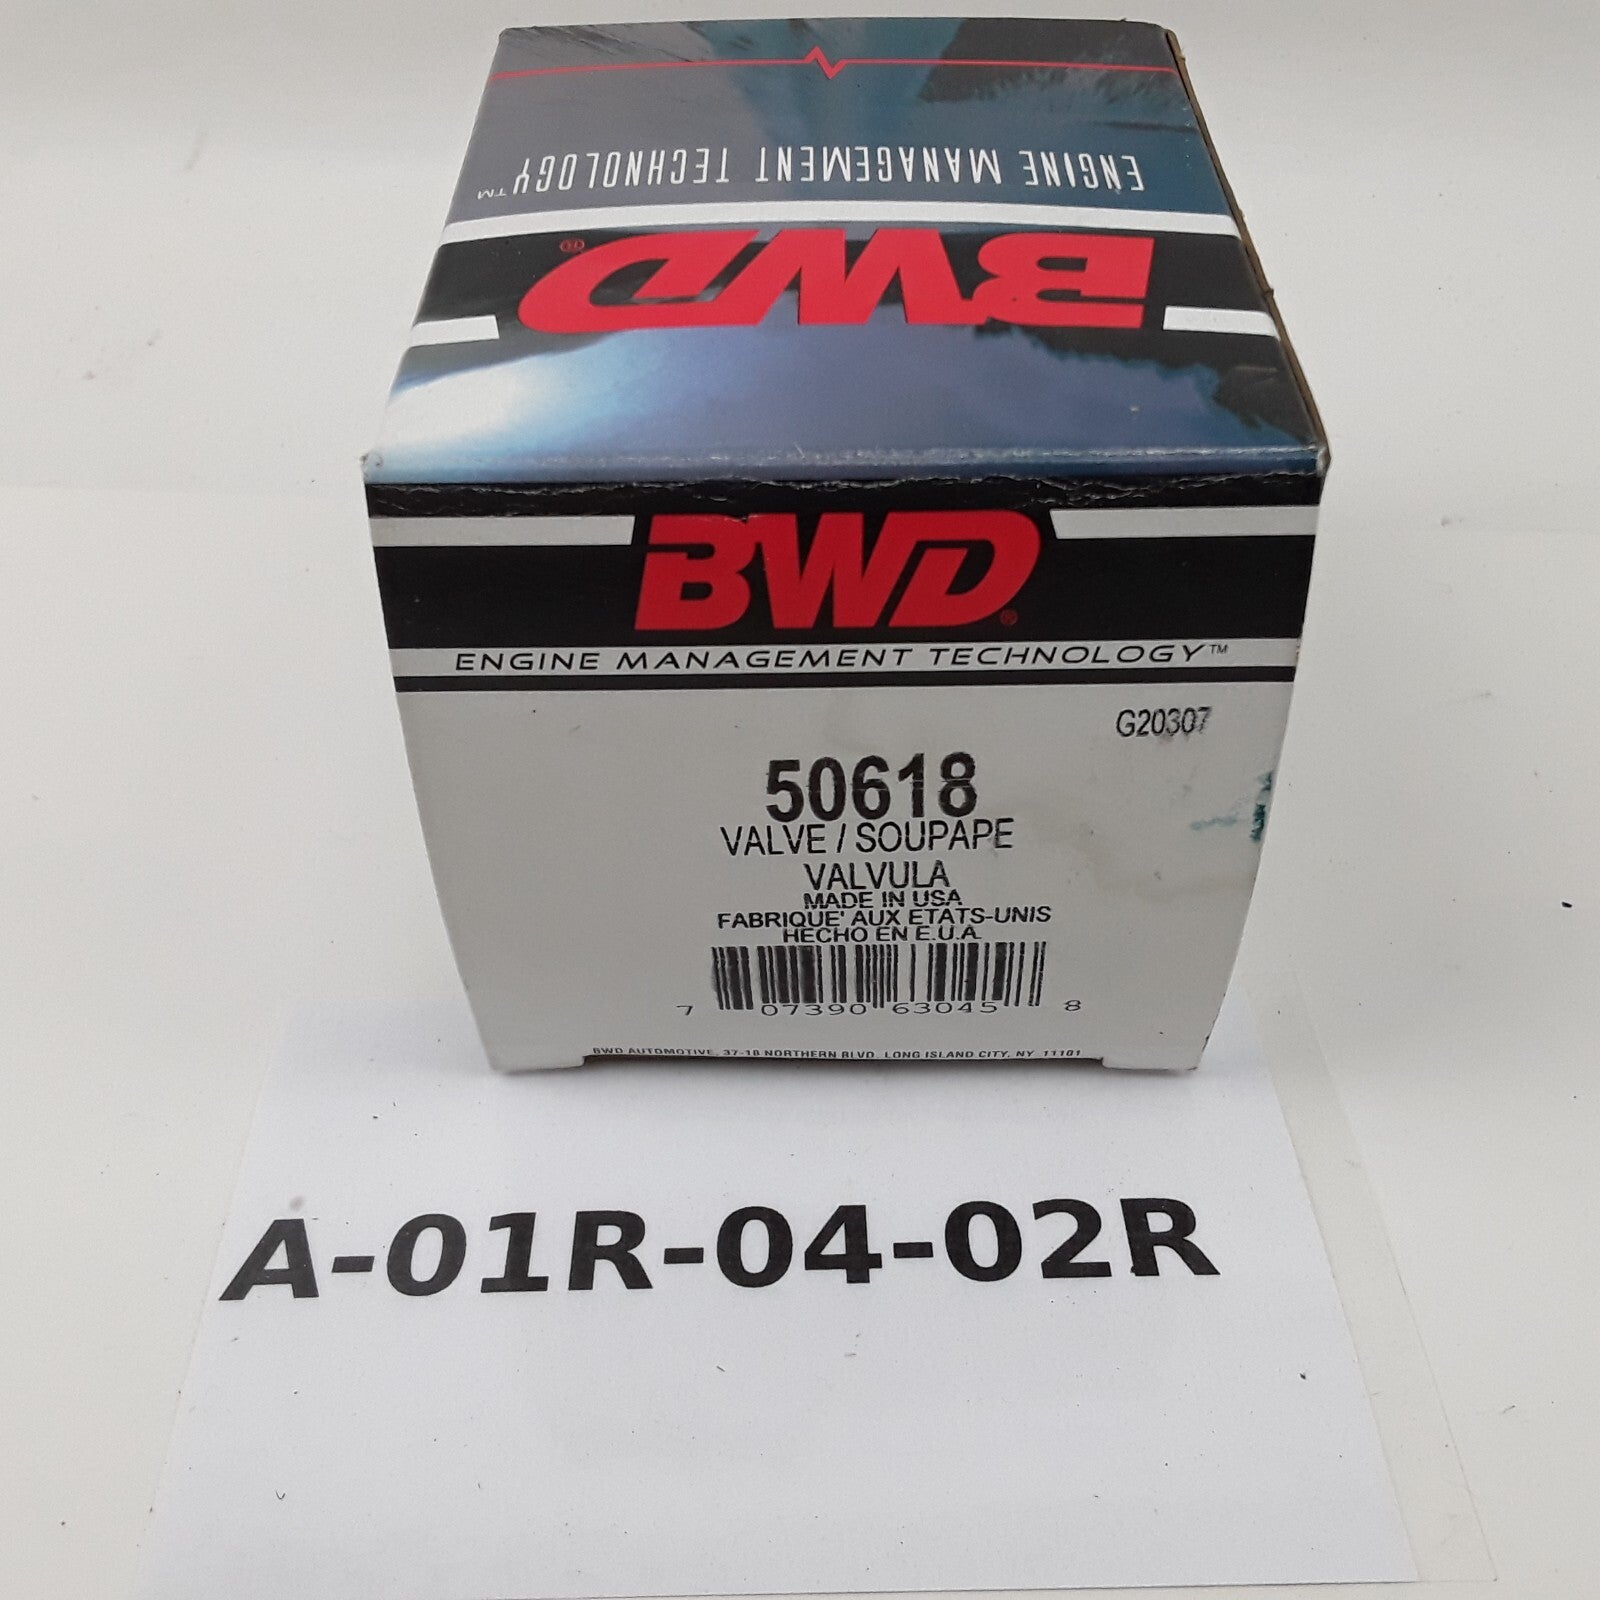 ENGINE MANAGEMENT TECHNOLOGY™
BWD®
BWD®
ENGINE MANAGEMENT TECHNOLOGY™
G20307
50618
VALVE / SOUPAPE
VALVULA
MADE IN USA
FABRIQUE' AUX ETATS-UNIS
HECHO EN E.U.A.
7 07390 63045 8
BWD AUTOMOTIVE, 37-18 NORTHERN BLVD. LONG ISLAND CITY, NY 11101
A-01R-04-02R